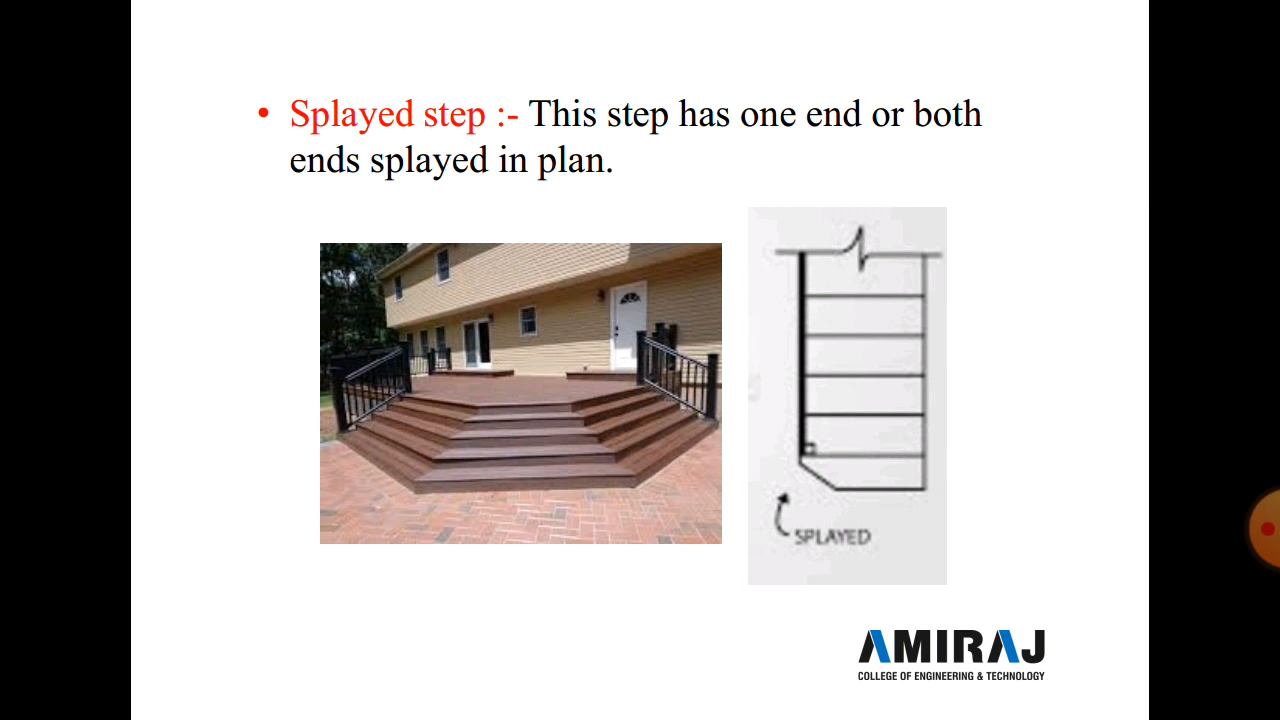 • Splayed step :- This step has one end or both
ends splayed in plan.
SPLAYED
AMIRAJ
COLLEGE OF ENGINEERING & TECHNOLOGY